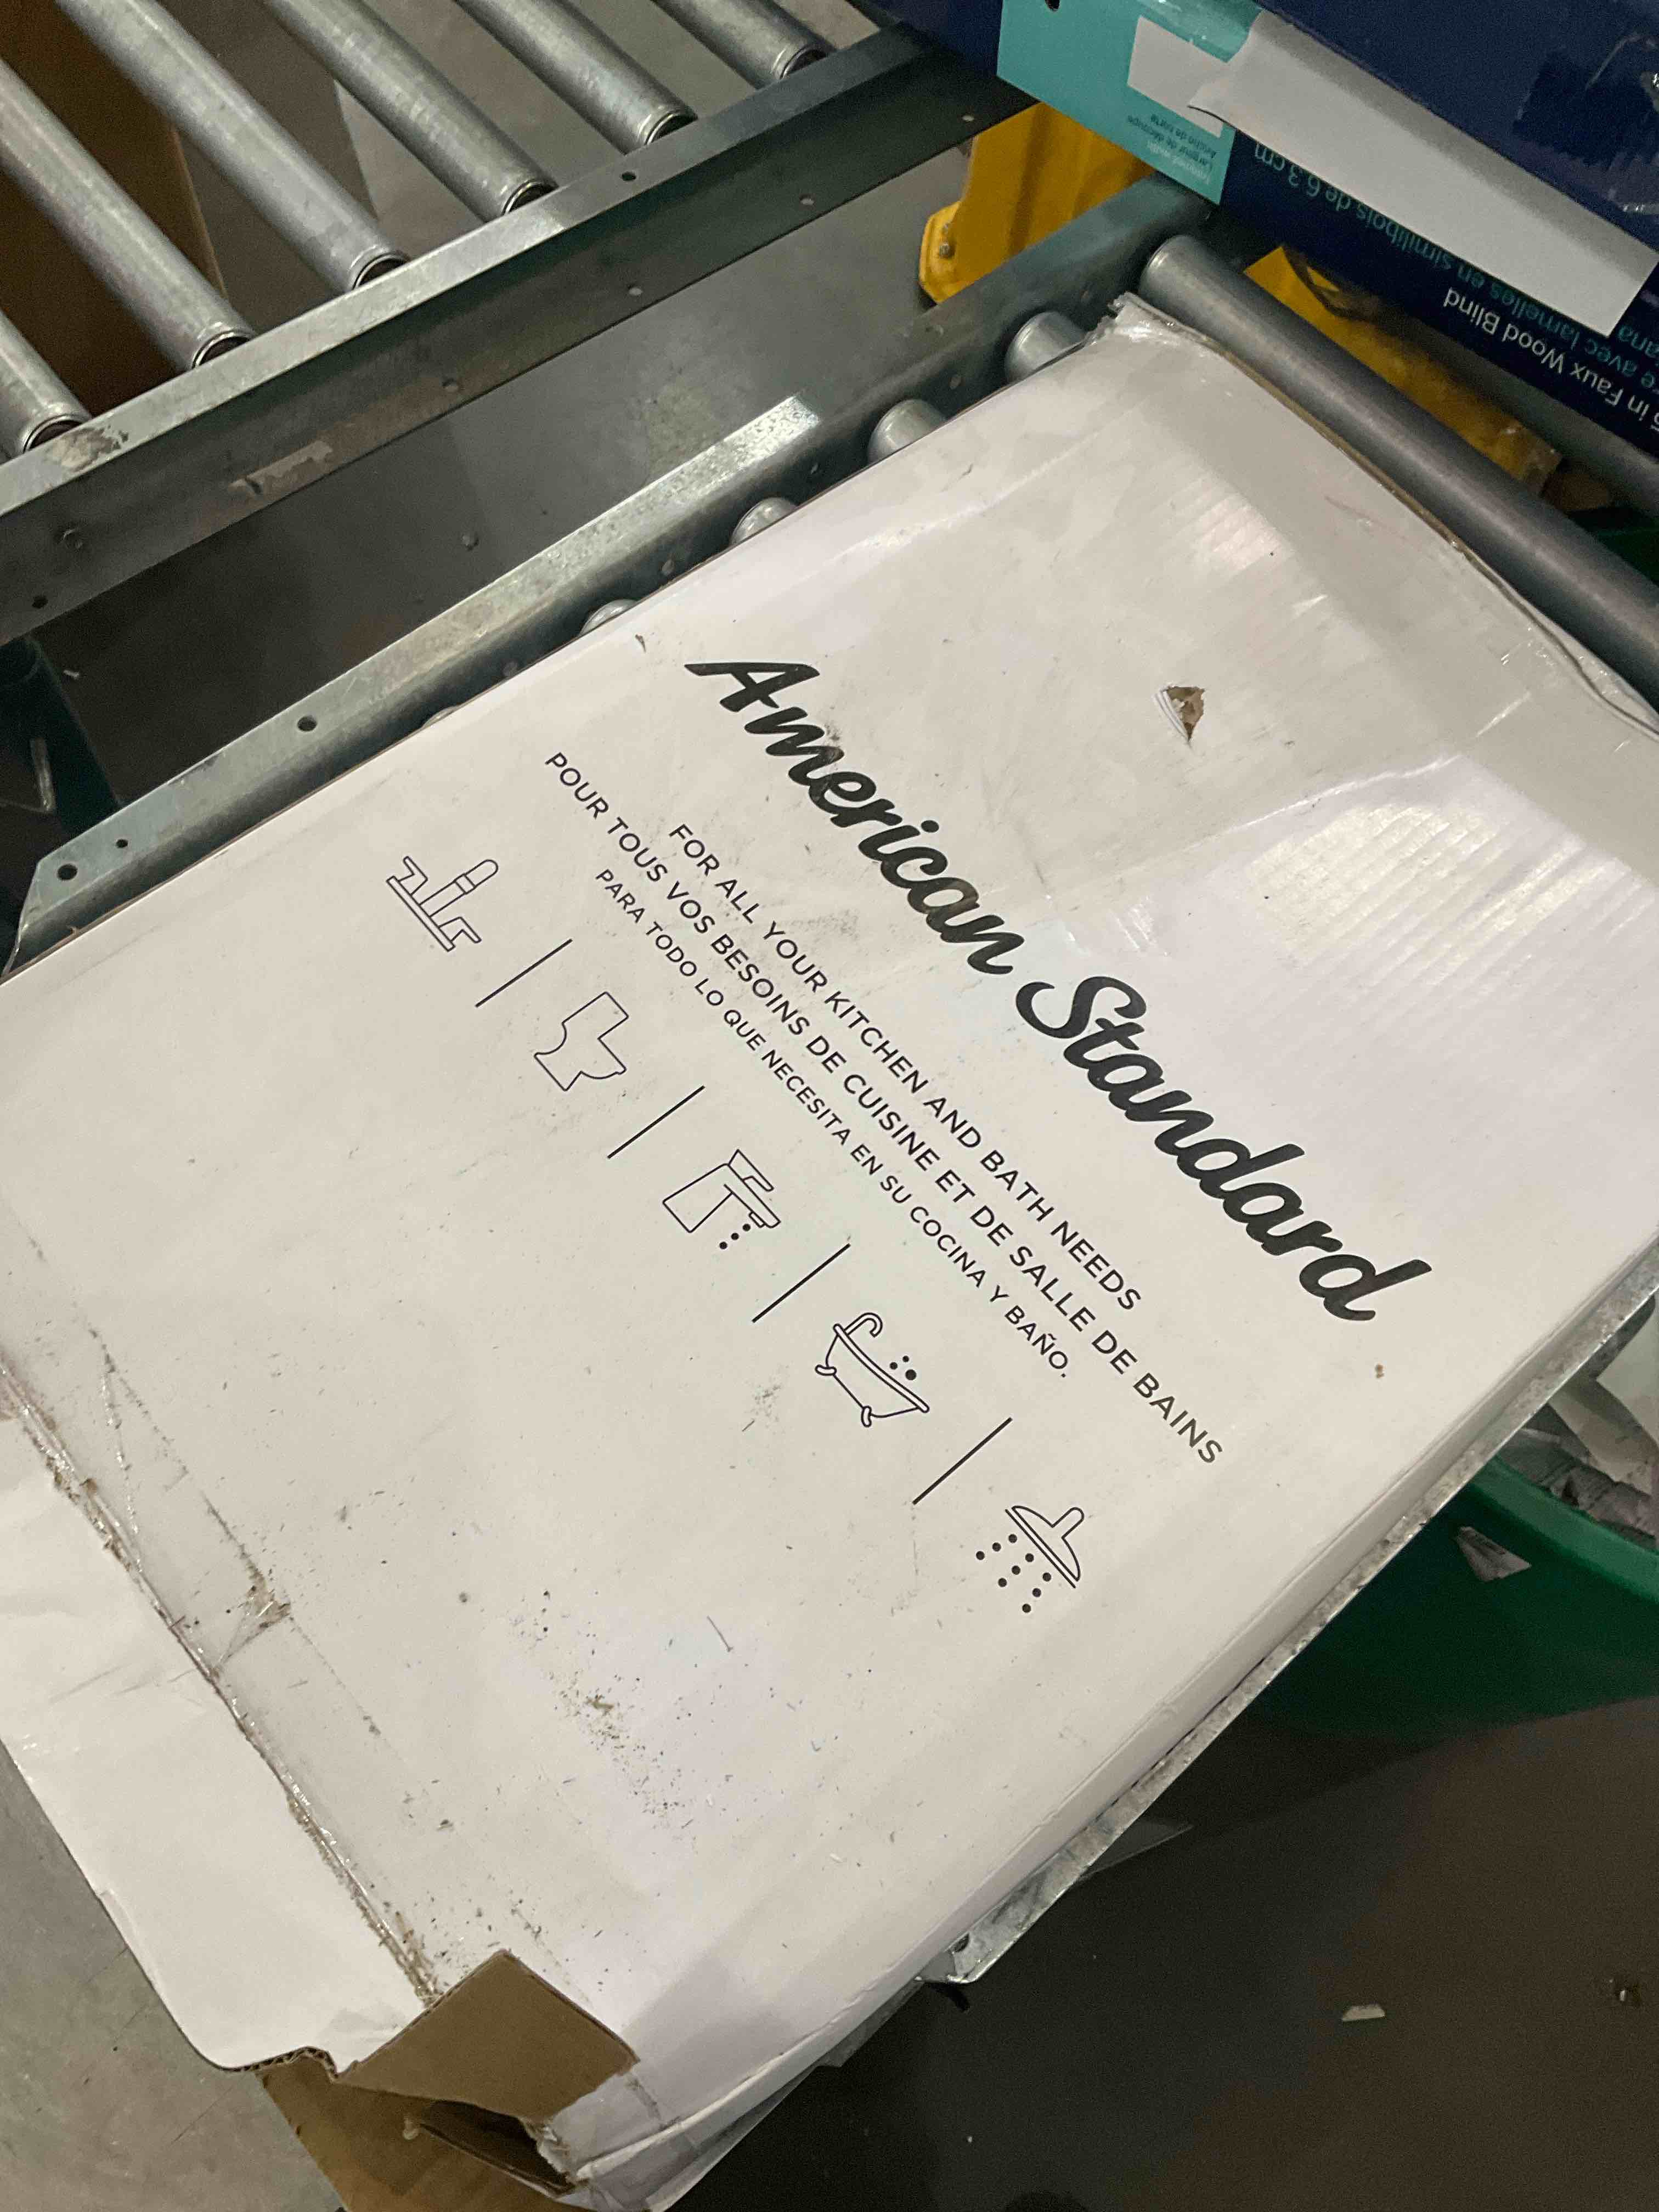 American Standard
FOR ALL YOUR KITCHEN AND BATH NEEDS
POUR TOUS VOS BESOINS DE CUISINE ET DE SALLE DE BAINS
PARA TODO LO QUE NECESITA EN SU COCINA Y BAÑO.
in Faux Wood Blind
avec lamelles en similibois de 6.3 cm